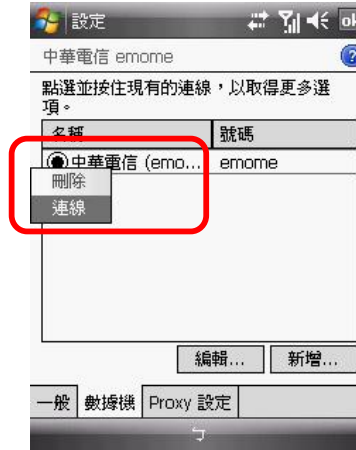 設定
ok
中華電信 emome
?
點選並按住現有的連線，以取得更多選
項。
名稱 號碼
中華電信 (emo... emome
刪除
連線
編輯... 新增...
一般 數據機 Proxy 設定
ㄅ